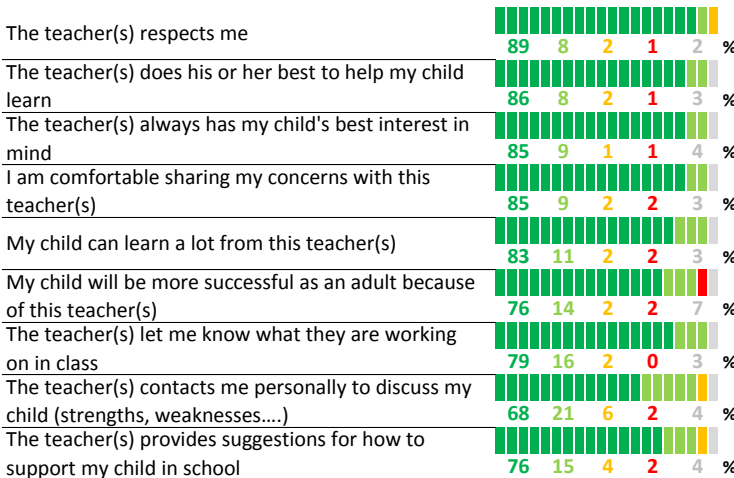 The teacher(s) respects me
89 8 2 1 2 %
The teacher(s) does his or her best to help my child
learn
86 8 2 1 3 %
The teacher(s) always has my child's best interest in
mind
85 9 1 1 4 %
I am comfortable sharing my concerns with this
teacher(s)
85 9 2 2 3 %
My child can learn a lot from this teacher(s)
83 11 2 2 3 %
My child will be more successful as an adult because
of this teacher(s)
76 14 2 2 7 %
The teacher(s) let me know what they are working
on in class
79 16 2 0 3 %
The teacher(s) contacts me personally to discuss my
child (strengths, weaknesses....)
68 21 6 2 4 %
The teacher(s) provides suggestions for how to
support my child in school
76 15 4 2 4 %